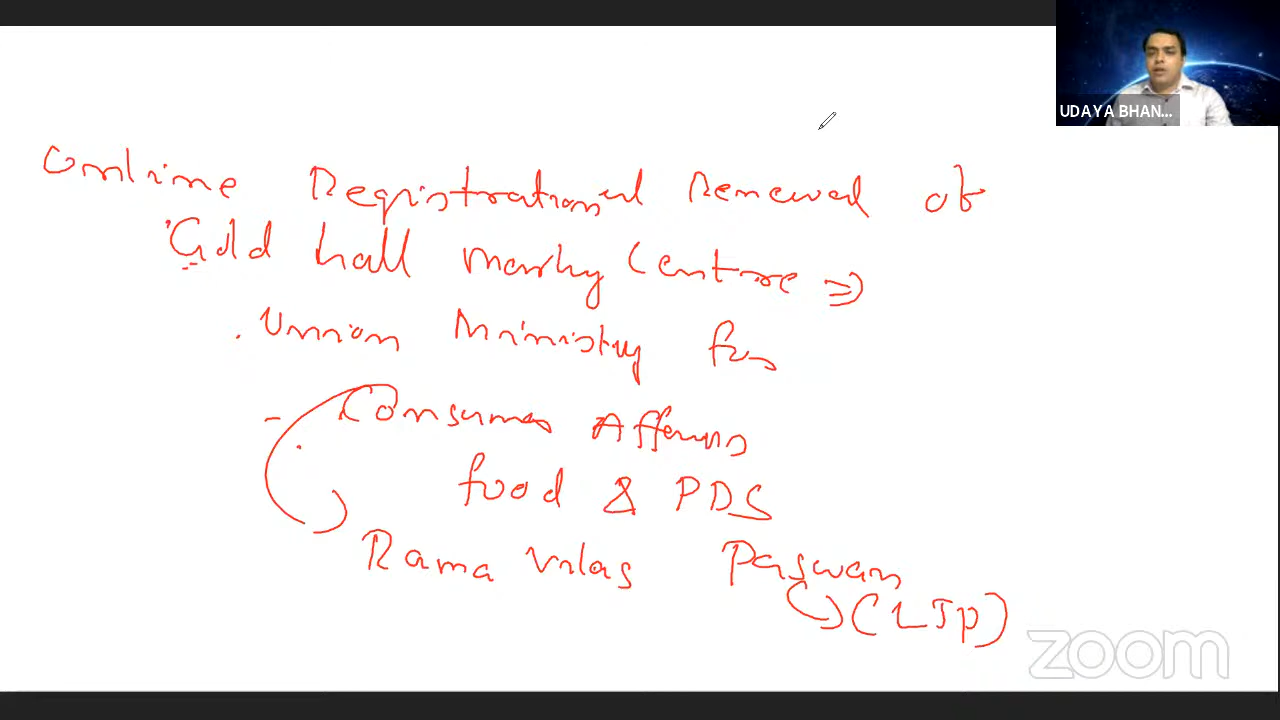 UDAYA BHAN...
Online Registration Renewal of
Gold hall marking Centre ⇒
Union Ministry for
- Consumer Affairs
food & PDS
Rama Vilas Paswan
(LJP)
zoom